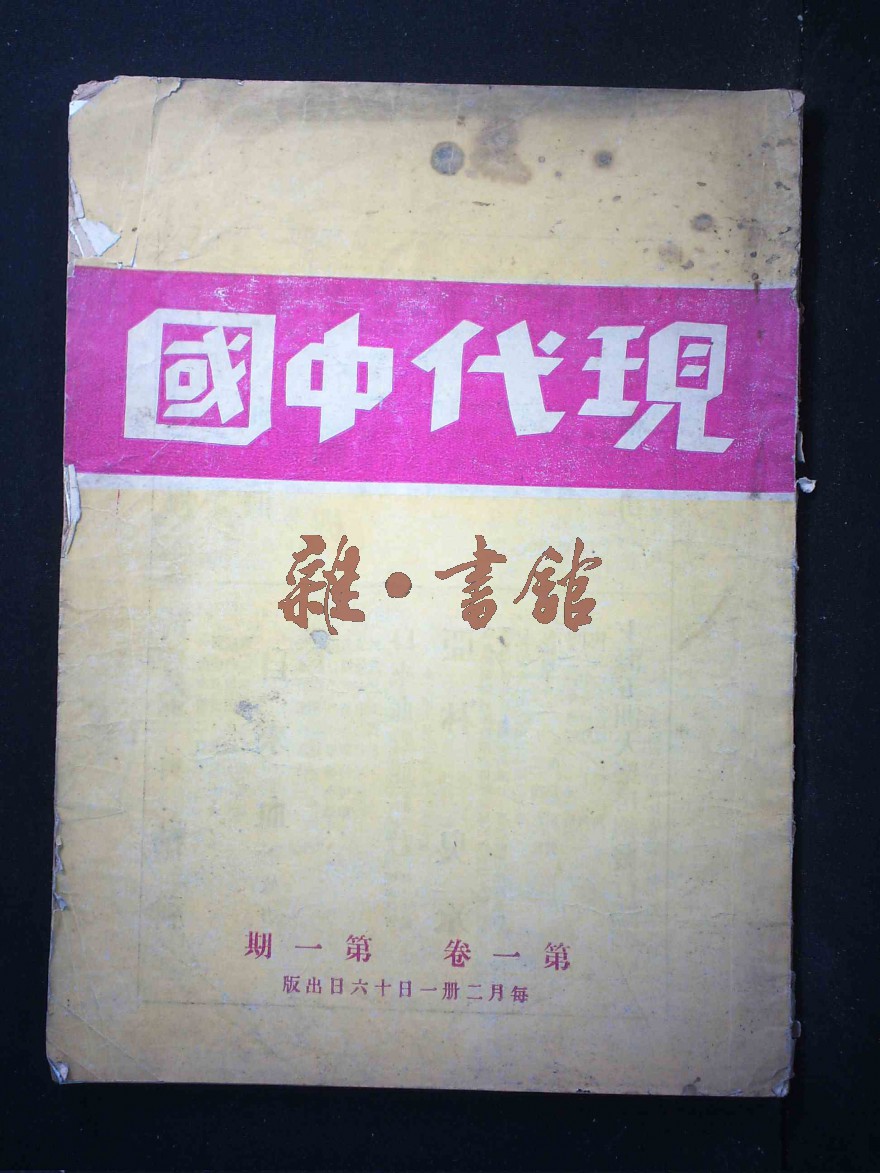 現代中國
雜·書館
第一卷 第一期
每月二册一日十六日出版